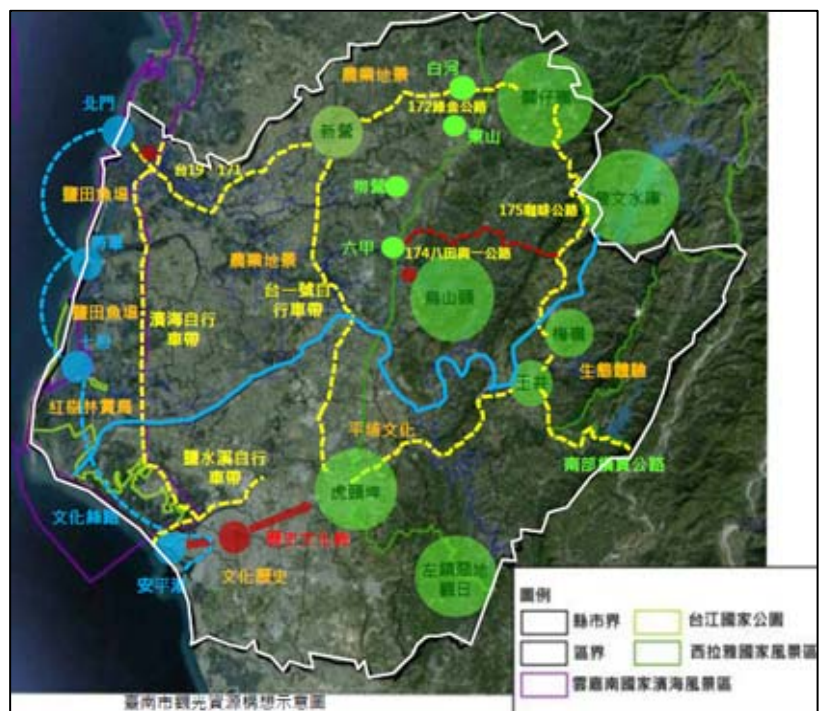 農業地景
白河
北門
172綠金公路
關仔嶺
新營
東山
台19、171
柳營
曾文水庫
鹽田魚塭
175咖啡公路
六甲
174八田與一公路
將軍
農業地景
烏山頭
台一號自
行車帶
鹽田魚塭
濱海自行
車帶
梅嶺
七股
生態體驗
玉井
紅樹林賞鳥
平埔文化
鹽水溪自行
車帶
南部橫貫公路
虎頭埤
文化絲路
安平港
文化歷史
左鎮惡地
觀日
圖例
縣市界
台江國家公園
區界
西拉雅國家風景區
雲嘉南國家濱海風景區
臺南市觀光資源構想示意圖